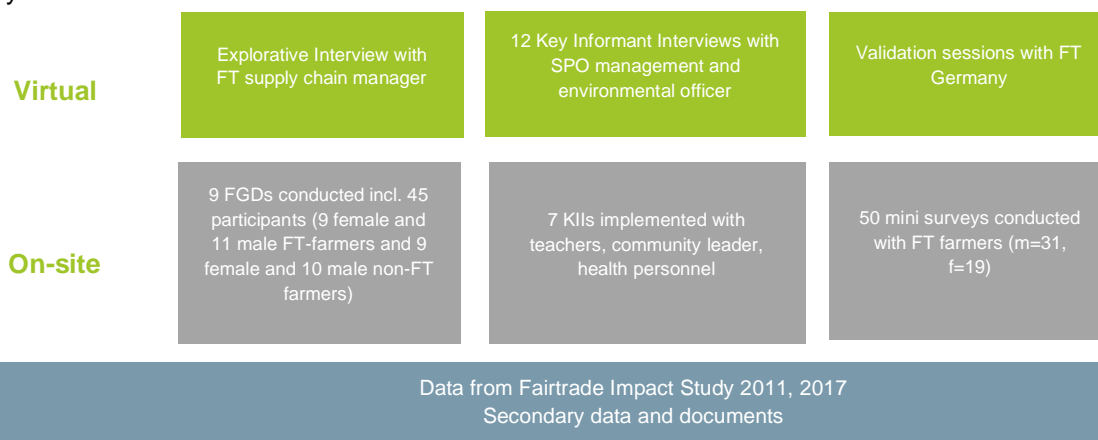 y
Virtual
Explorative Interview with
FT supply chain manager
12 Key Informant Interviews with
SPO management and
environmental officer
Validation sessions with FT
Germany
On-site
9 FGDs conducted incl. 45
participants (9 female and
11 male FT-farmers and 9
female and 10 male non-FT
farmers)
7 KIIs implemented with
teachers, community leader,
health personnel
50 mini surveys conducted
with FT farmers (m=31,
f=19)
Data from Fairtrade Impact Study 2011, 2017
Secondary data and documents